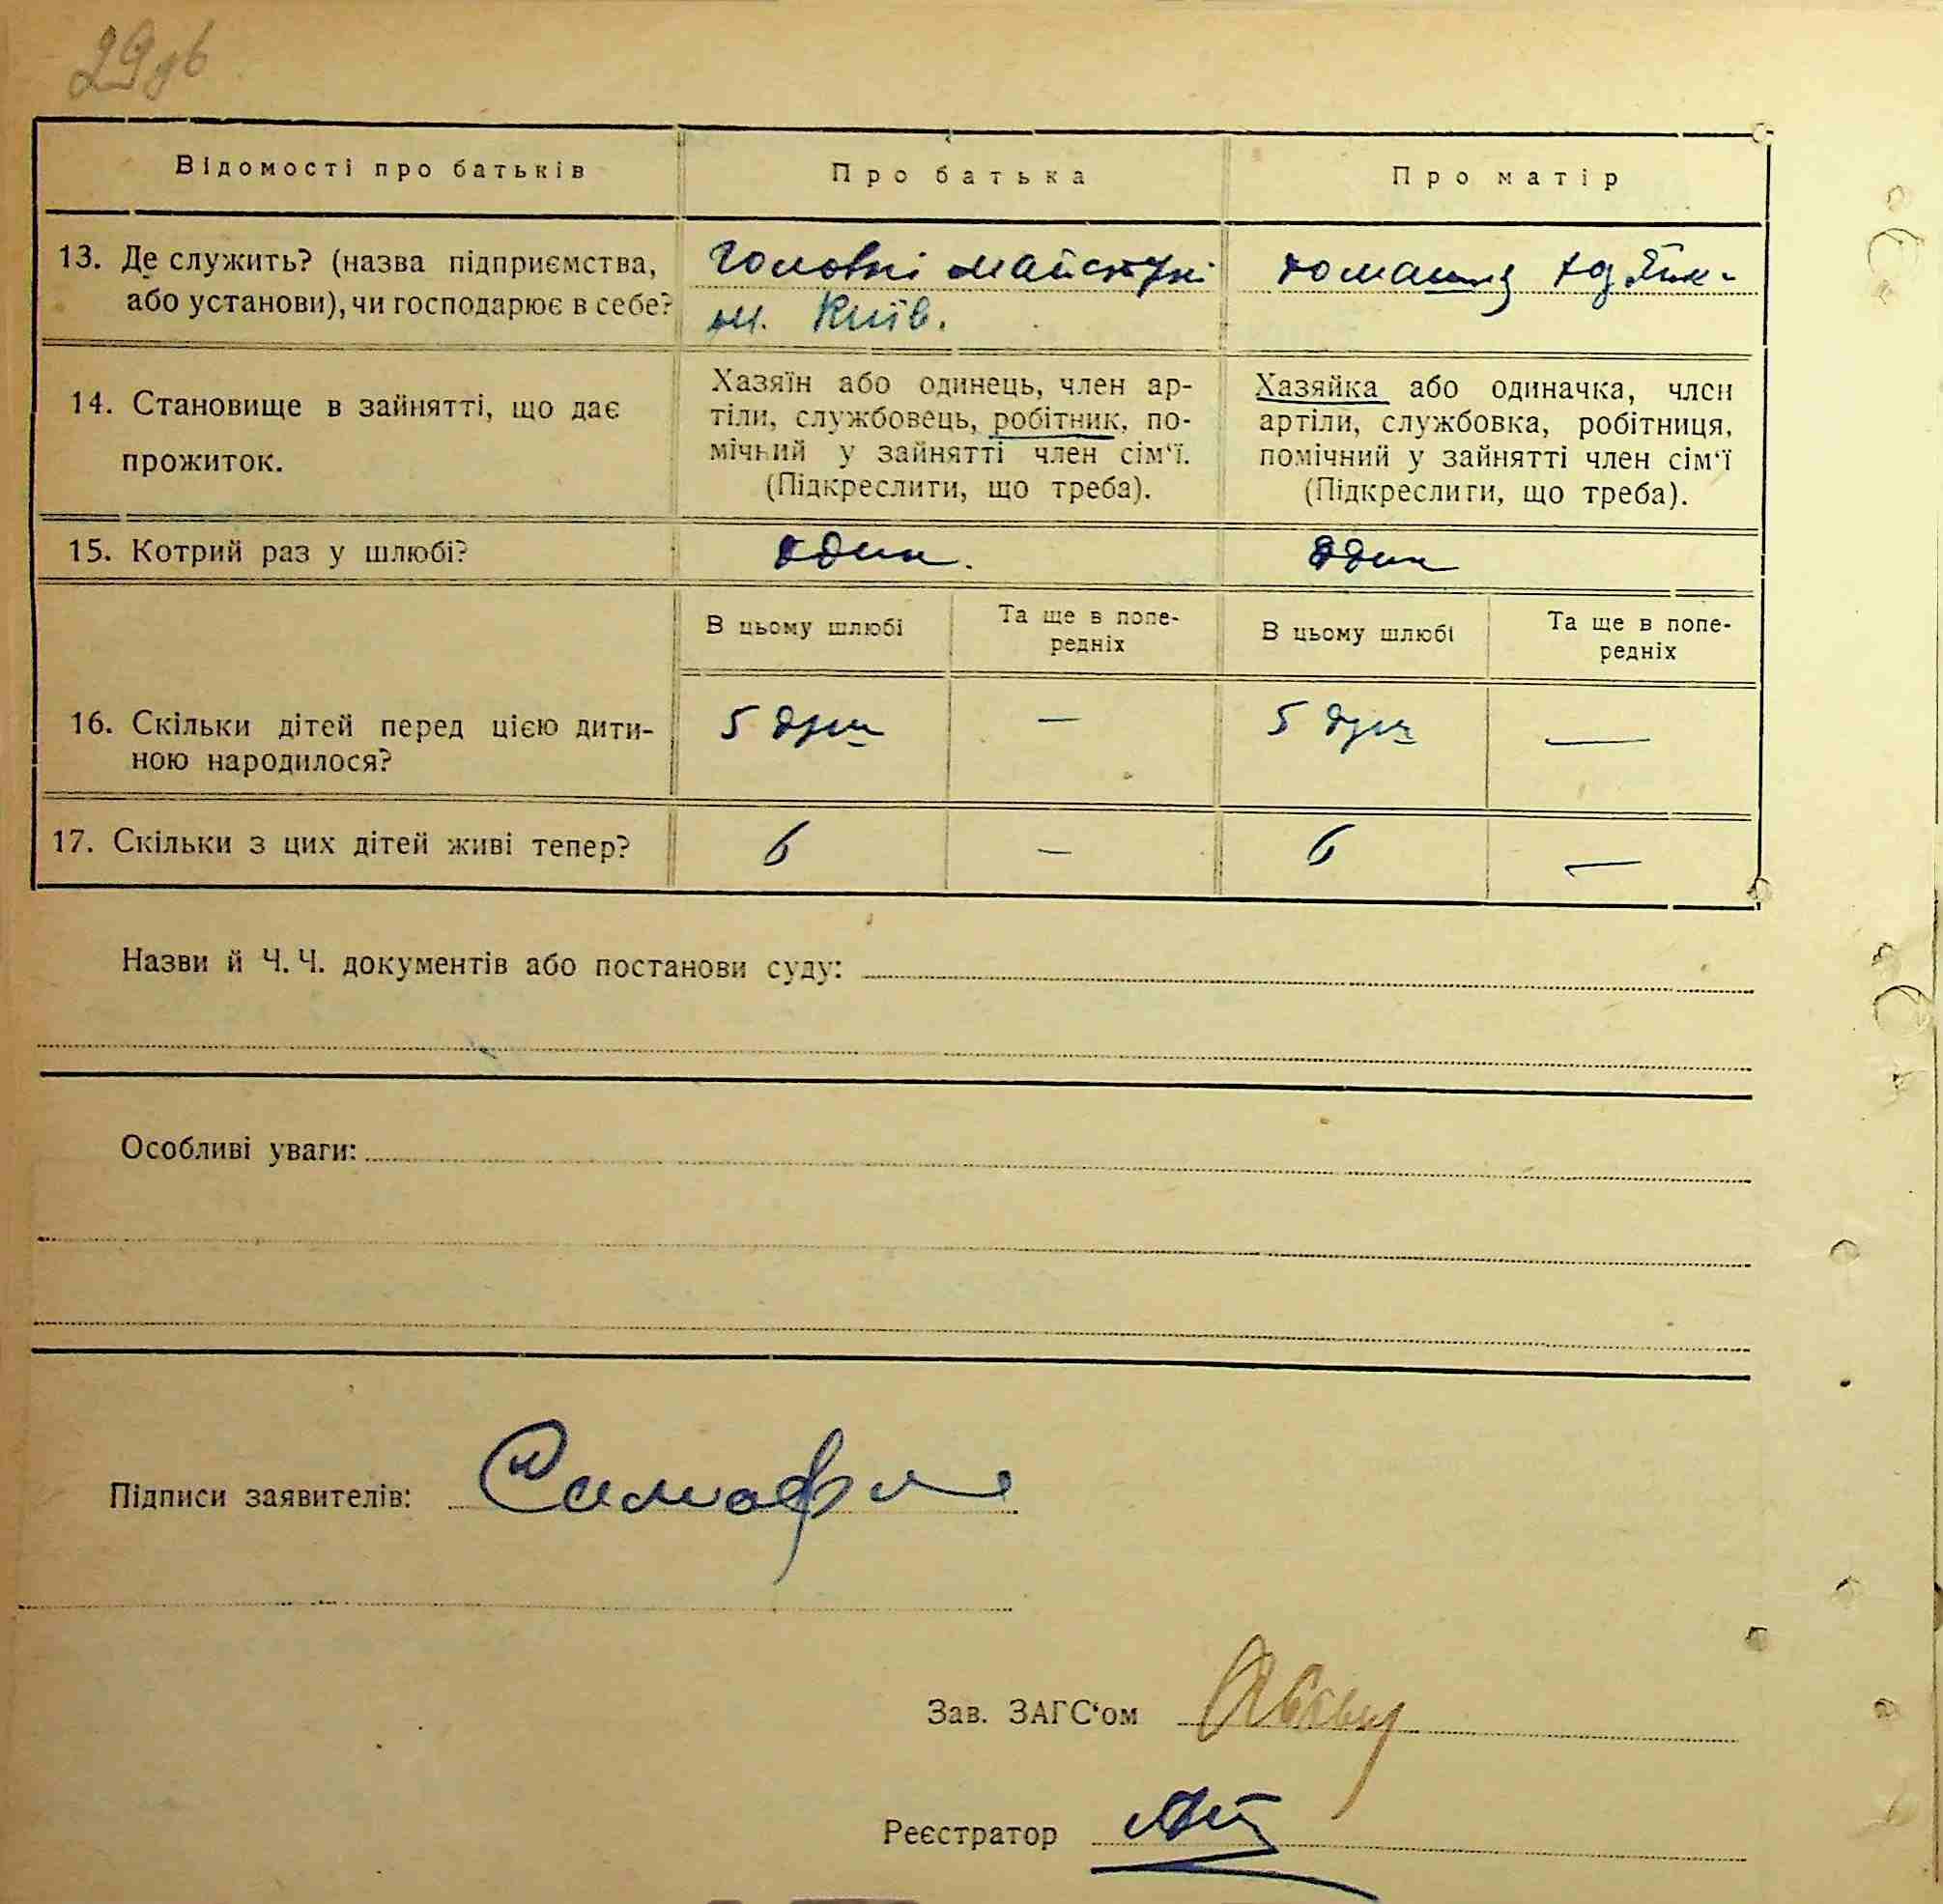 29 зв
Відомості про батьків
Про батька
Про матір
13. Де служить? (назва підприємства,
або установи), чи господарює в себе?
головні майстерні
м. Київ.
домашня хазяйк-
14. Становище в зайнятті, що дає
прожиток.
Хазяїн або одинець, член ар-
тіли, службовець, робітник, по-
мічний у зайнятті член сім‘ї.
(Підкреслити, що треба).
Хазяйка або одиначка, член
артіли, службовка, робітниця,
помічний у зайнятті член сім‘ї
(Підкреслити, що треба).
15. Котрий раз у шлюбі?
один.
один
В цьому шлюбі
Та ще в попе-
редніх
В цьому шлюбі
Та ще в попе-
редніх
16. Скільки дітей перед цією дити-
ною народилося?
5 душ
—
5 душ
—
17. Скільки з цих дітей живі тепер?
6
—
6
—
Назви й Ч. Ч. документів або постанови суду:
Особливі уваги:
Підписи заявителів:
Зав. ЗАГС‘ом
Реєстратор